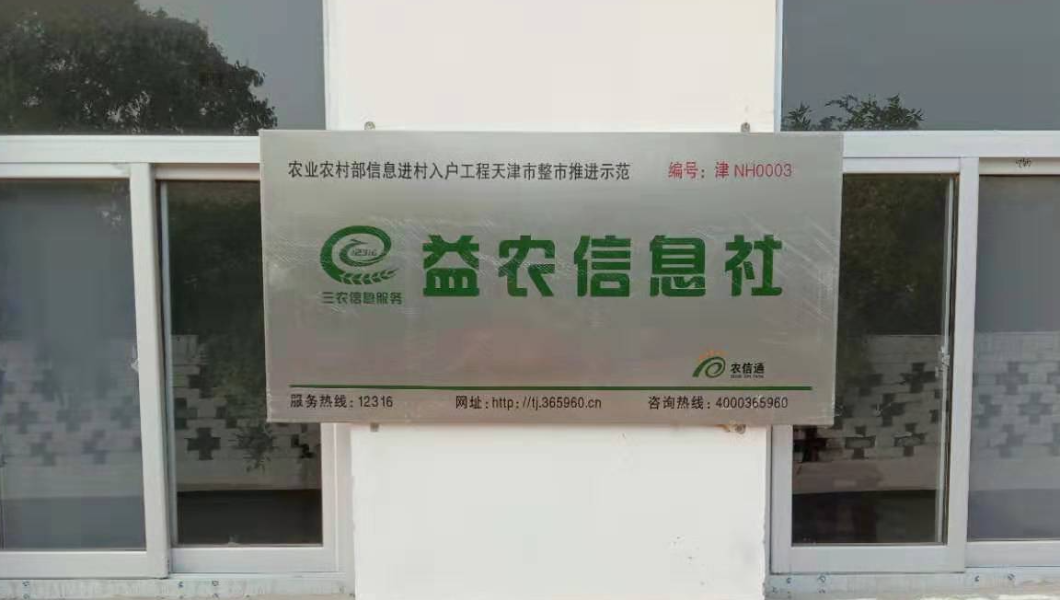 农业农村部信息进村入户工程天津市整市推进示范 编号：津 NH0003
12316
益农信息社
三农信息服务
农信通
服务热线：12316 网址：http://tj.365960.cn 咨询热线：4000365960